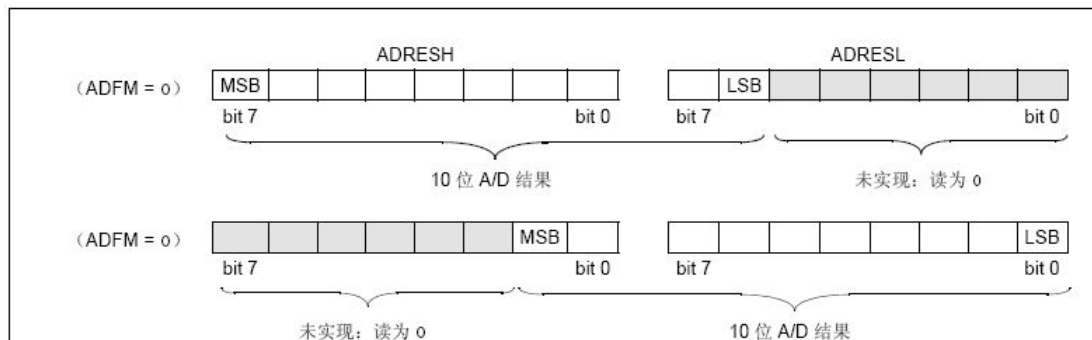 ADRESH ADRESL
（ADFM = 0） MSB LSB
bit 7 bit 0 bit 7 bit 0
10 位 A/D 结果 未实现：读为 0
（ADFM = 0） MSB LSB
bit 7 bit 0 bit 7 bit 0
未实现：读为 0 10 位 A/D 结果